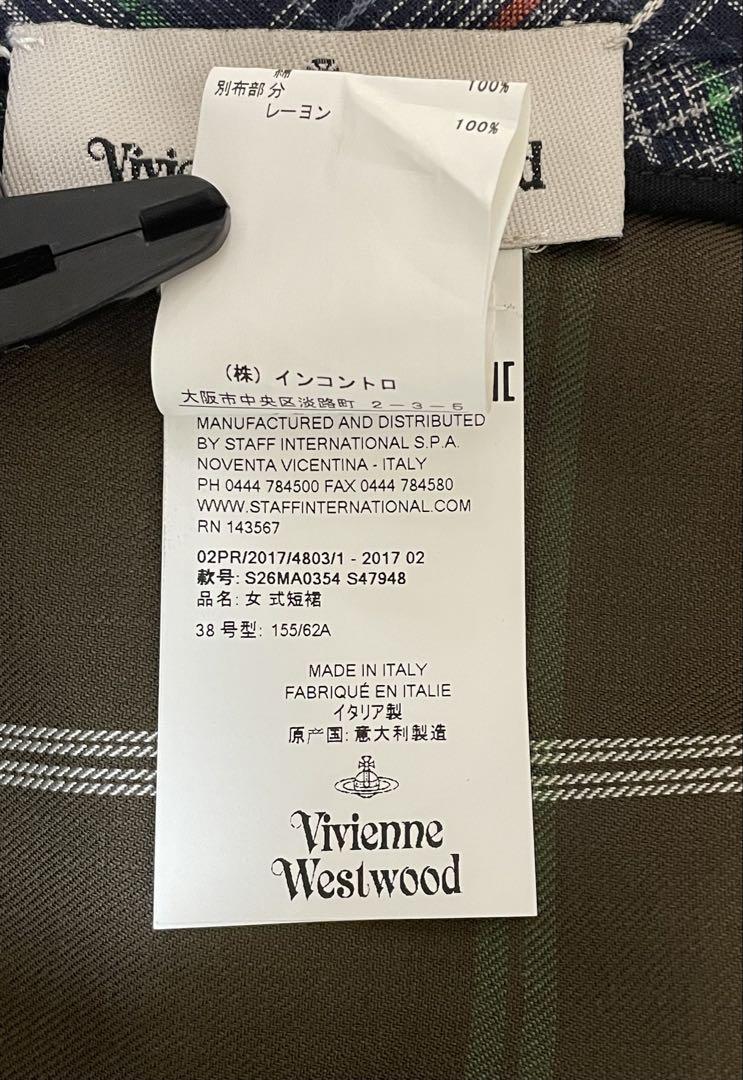 綿 100%
別布部分
レーヨン 100%
(株) インコントロ
大阪市中央区淡路町 2-3-5
MANUFACTURED AND DISTRIBUTED
BY STAFF INTERNATIONAL S.P.A.
NOVENTA VICENTINA - ITALY
PH 0444 784500 FAX 0444 784580
WWW.STAFFINTERNATIONAL.COM
RN 143567
02PR/2017/4803/1 - 2017 02
款号: S26MA0354 S47948
品名: 女 式短裙
38 号型: 155/62A
MADE IN ITALY
FABRIQUÉ EN ITALIE
イタリア製
原产国: 意大利製造
Vivienne
Westwood